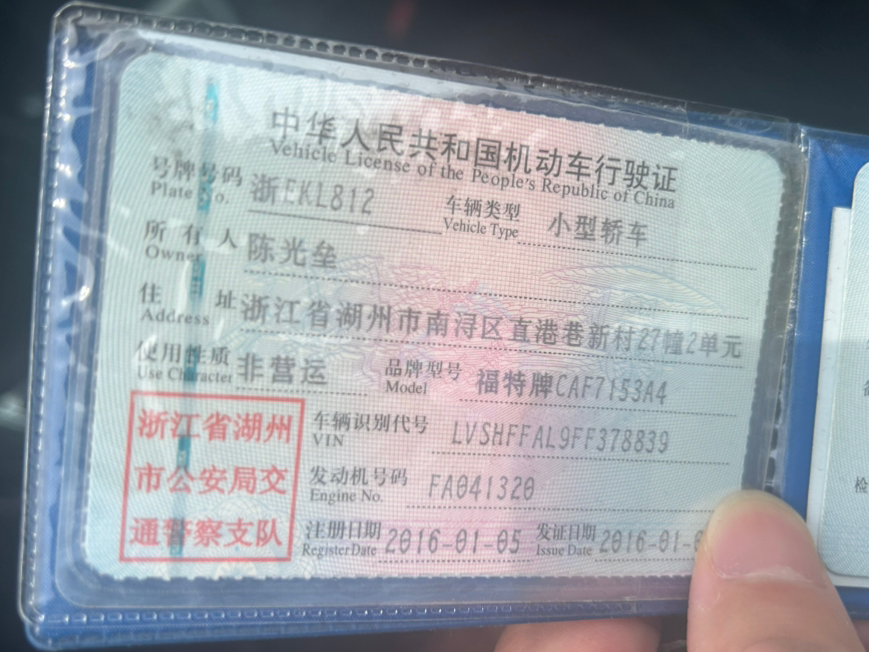 中华人民共和国机动车行驶证
Vehicle License of the People's Republic of China
号牌号码 浙EKL812 车辆类型 小型轿车
Plate No. Vehicle Type
所有人 陈光垒
Owner
住址 浙江省湖州市南浔区直港巷新村27幢2单元
Address
使用性质 非营运 品牌型号 福特牌CAF7153A4
Use Character Model
浙江省湖州
市公安局交
通警察支队
车辆识别代号 LVSHFFAL9FF378839
VIN
发动机号码 FA041320
Engine No.
注册日期 2016-01-05 发证日期 2016-01-0
Register Date Issue Date